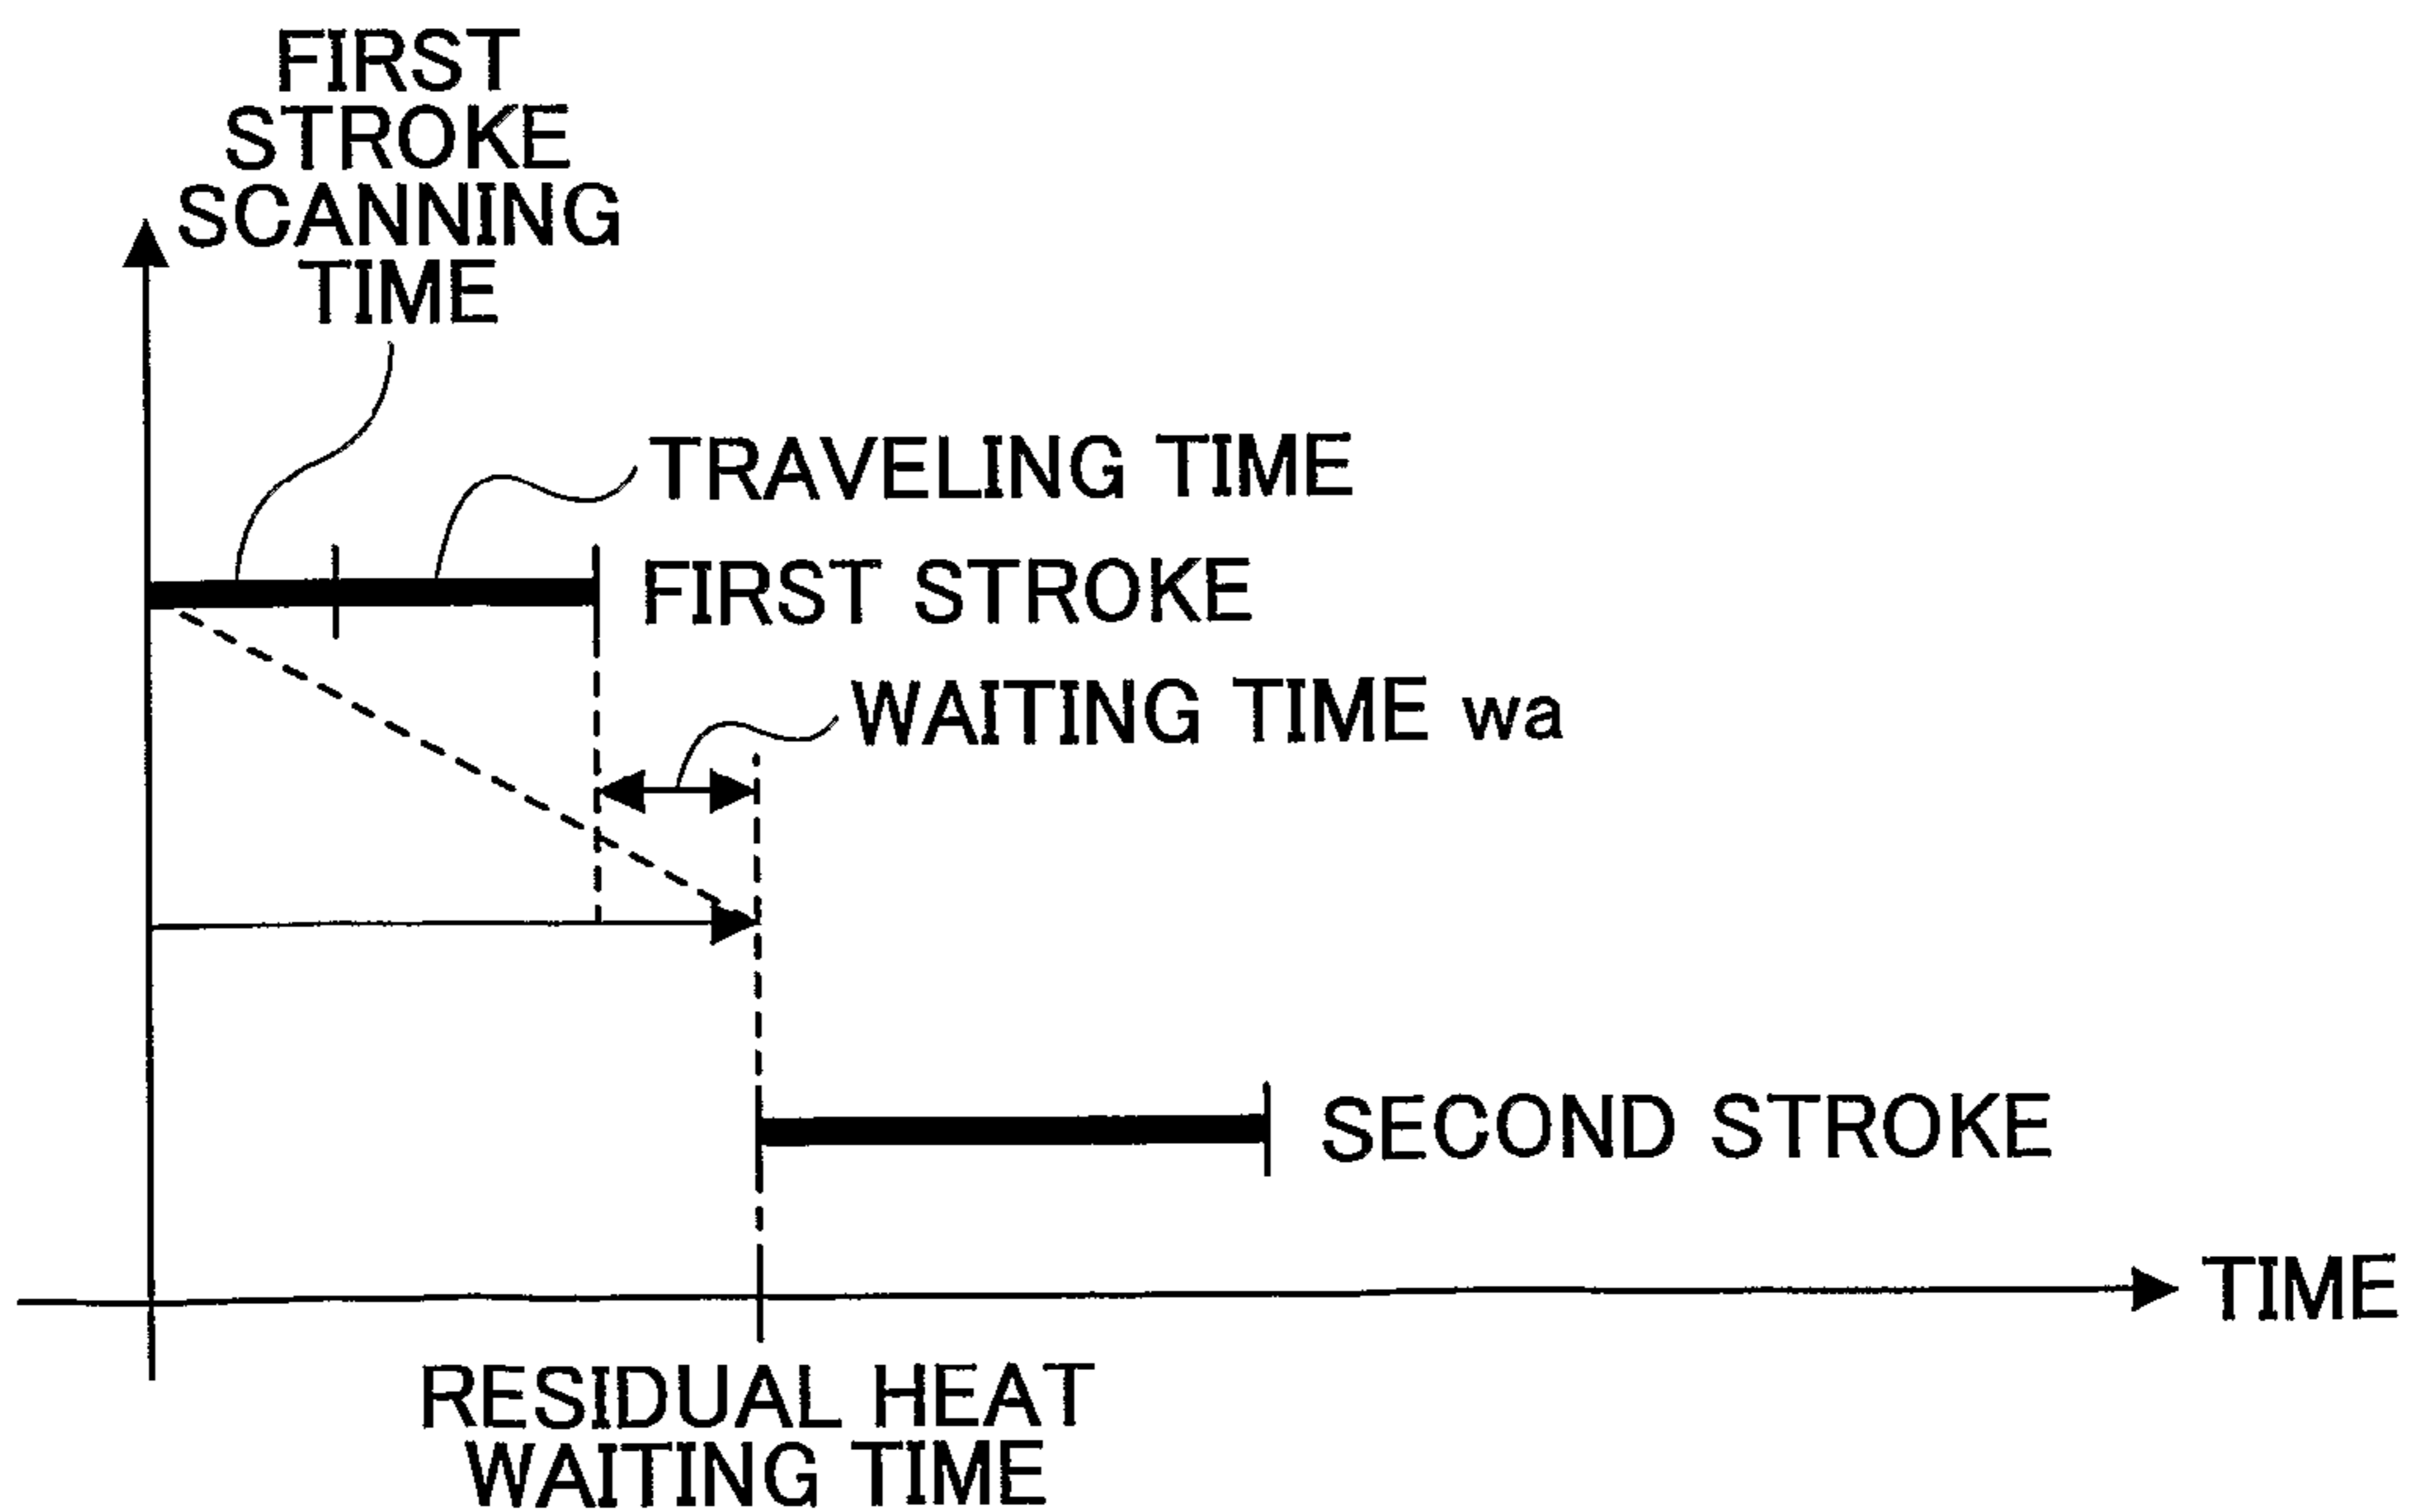 FIRST
STROKE
SCANNING
TIME
TRAVELING TIME
FIRST STROKE
WAITING TIME wa
SECOND STROKE
TIME
RESIDUAL HEAT
WAITING TIME